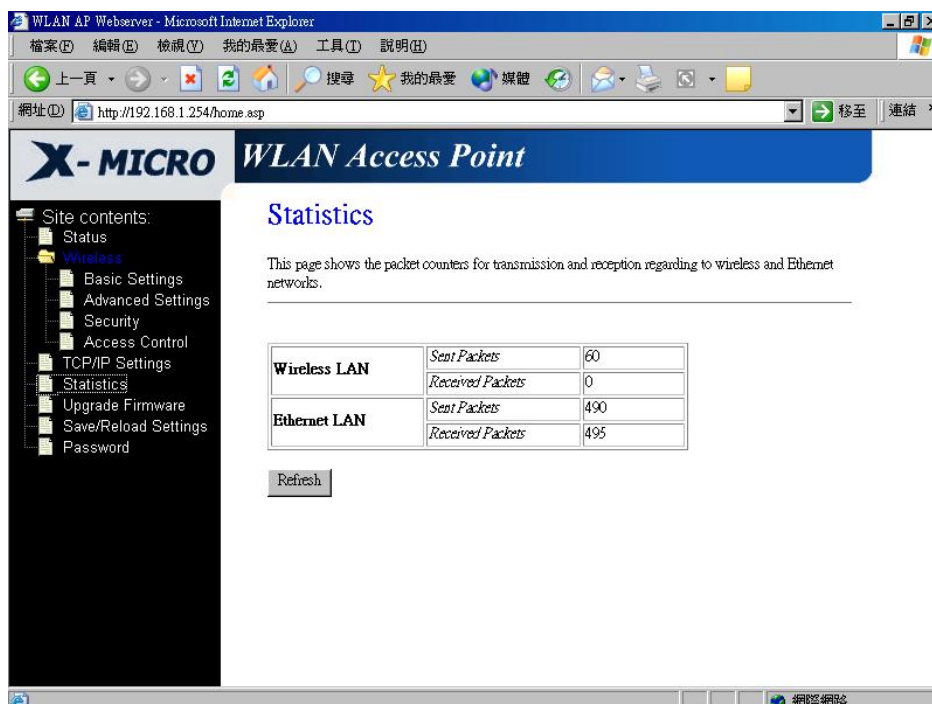 WLAN AP Webserver - Microsoft Internet Explorer
檔案(F) 編輯(E) 檢視(V) 我的最愛(A) 工具(T) 說明(H)
上一頁 搜尋 我的最愛 媒體
網址(D) http://192.168.1.254/home.asp 移至 連結
X-MICRO WLAN Access Point
Site contents:
Status
Wireless
Basic Settings
Advanced Settings
Security
Access Control
TCP/IP Settings
Statistics
Upgrade Firmware
Save/Reload Settings
Password
Statistics
This page shows the packet counters for transmission and reception regarding to wireless and Ethernet
networks.
Wireless LAN Sent Packets 60
Received Packets 0
Ethernet LAN Sent Packets 490
Received Packets 495
Refresh
網際網路